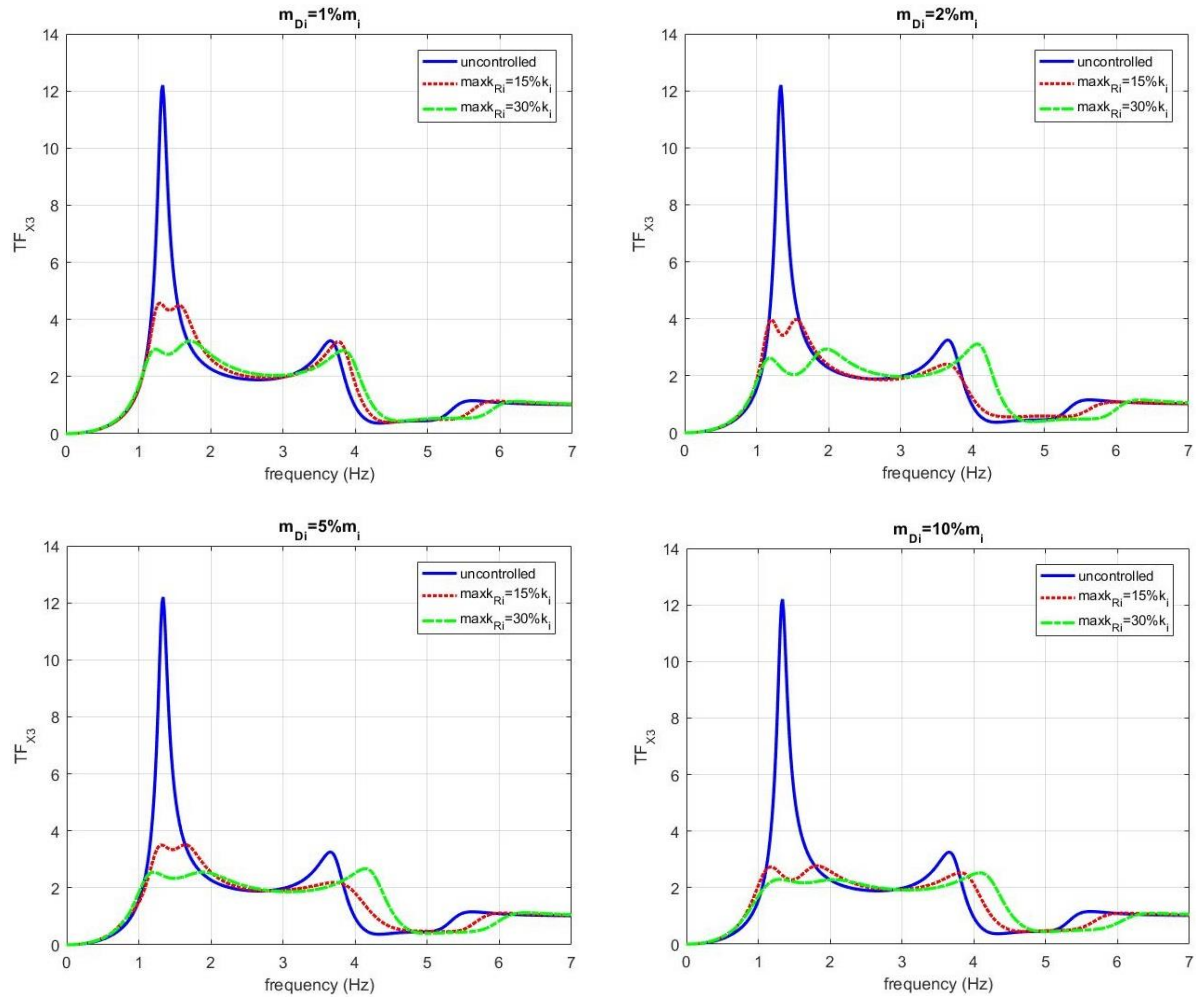 m_Di=1%m_i
14
12
10
8
6
4
2
0
TF_X3
uncontrolled
maxk_Ri=15%k_i
maxk_Ri=30%k_i
0 1 2 3 4 5 6 7
frequency (Hz)
m_Di=2%m_i
14
12
10
8
6
4
2
0
TF_X3
uncontrolled
maxk_Ri=15%k_i
maxk_Ri=30%k_i
0 1 2 3 4 5 6 7
frequency (Hz)
m_Di=5%m_i
14
12
10
8
6
4
2
0
TF_X3
uncontrolled
maxk_Ri=15%k_i
maxk_Ri=30%k_i
0 1 2 3 4 5 6 7
frequency (Hz)
m_Di=10%m_i
14
12
10
8
6
4
2
0
TF_X3
uncontrolled
maxk_Ri=15%k_i
maxk_Ri=30%k_i
0 1 2 3 4 5 6 7
frequency (Hz)